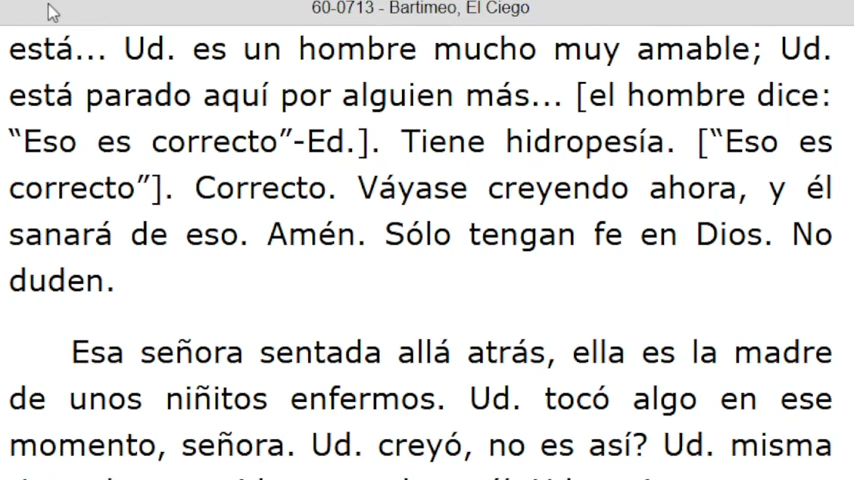 60-0713 - Bartimeo, El Ciego
está... Ud. es un hombre mucho muy amable; Ud.
está parado aquí por alguien más... [el hombre dice:
“Eso es correcto”-Ed.]. Tiene hidropesía. [“Eso es
correcto”]. Correcto. Váyase creyendo ahora, y él
sanará de eso. Amén. Sólo tengan fe en Dios. No
duden.
Esa señora sentada allá atrás, ella es la madre
de unos niñitos enfermos. Ud. tocó algo en ese
momento, señora. Ud. creyó, no es así? Ud. misma